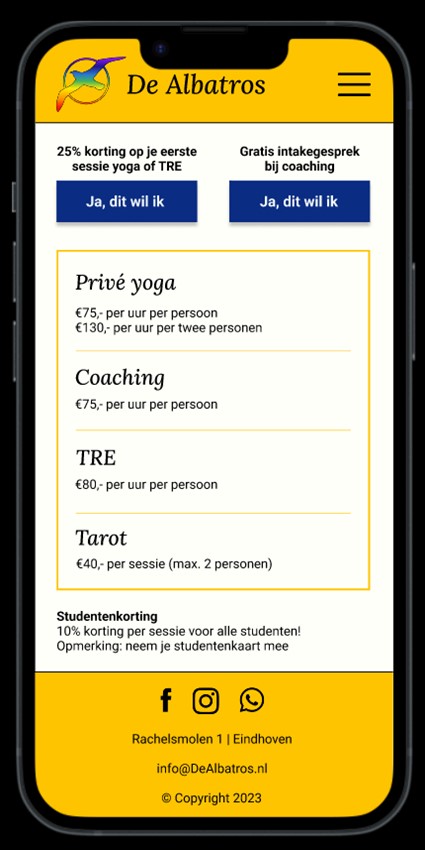 De Albatros
25% korting op je eerste
sessie yoga of TRE
Ja, dit wil ik
Gratis intakegesprek
bij coaching
Ja, dit wil ik
Privé yoga
€75,- per uur per persoon
€130,- per uur per twee personen
Coaching
€75,- per uur per persoon
TRE
€80,- per uur per persoon
Tarot
€40,- per sessie (max. 2 personen)
Studentenkorting
10% korting per sessie voor alle studenten!
Opmerking: neem je studentenkaart mee
Rachelsmolen 1 | Eindhoven
info@DeAlbatros.nl
© Copyright 2023